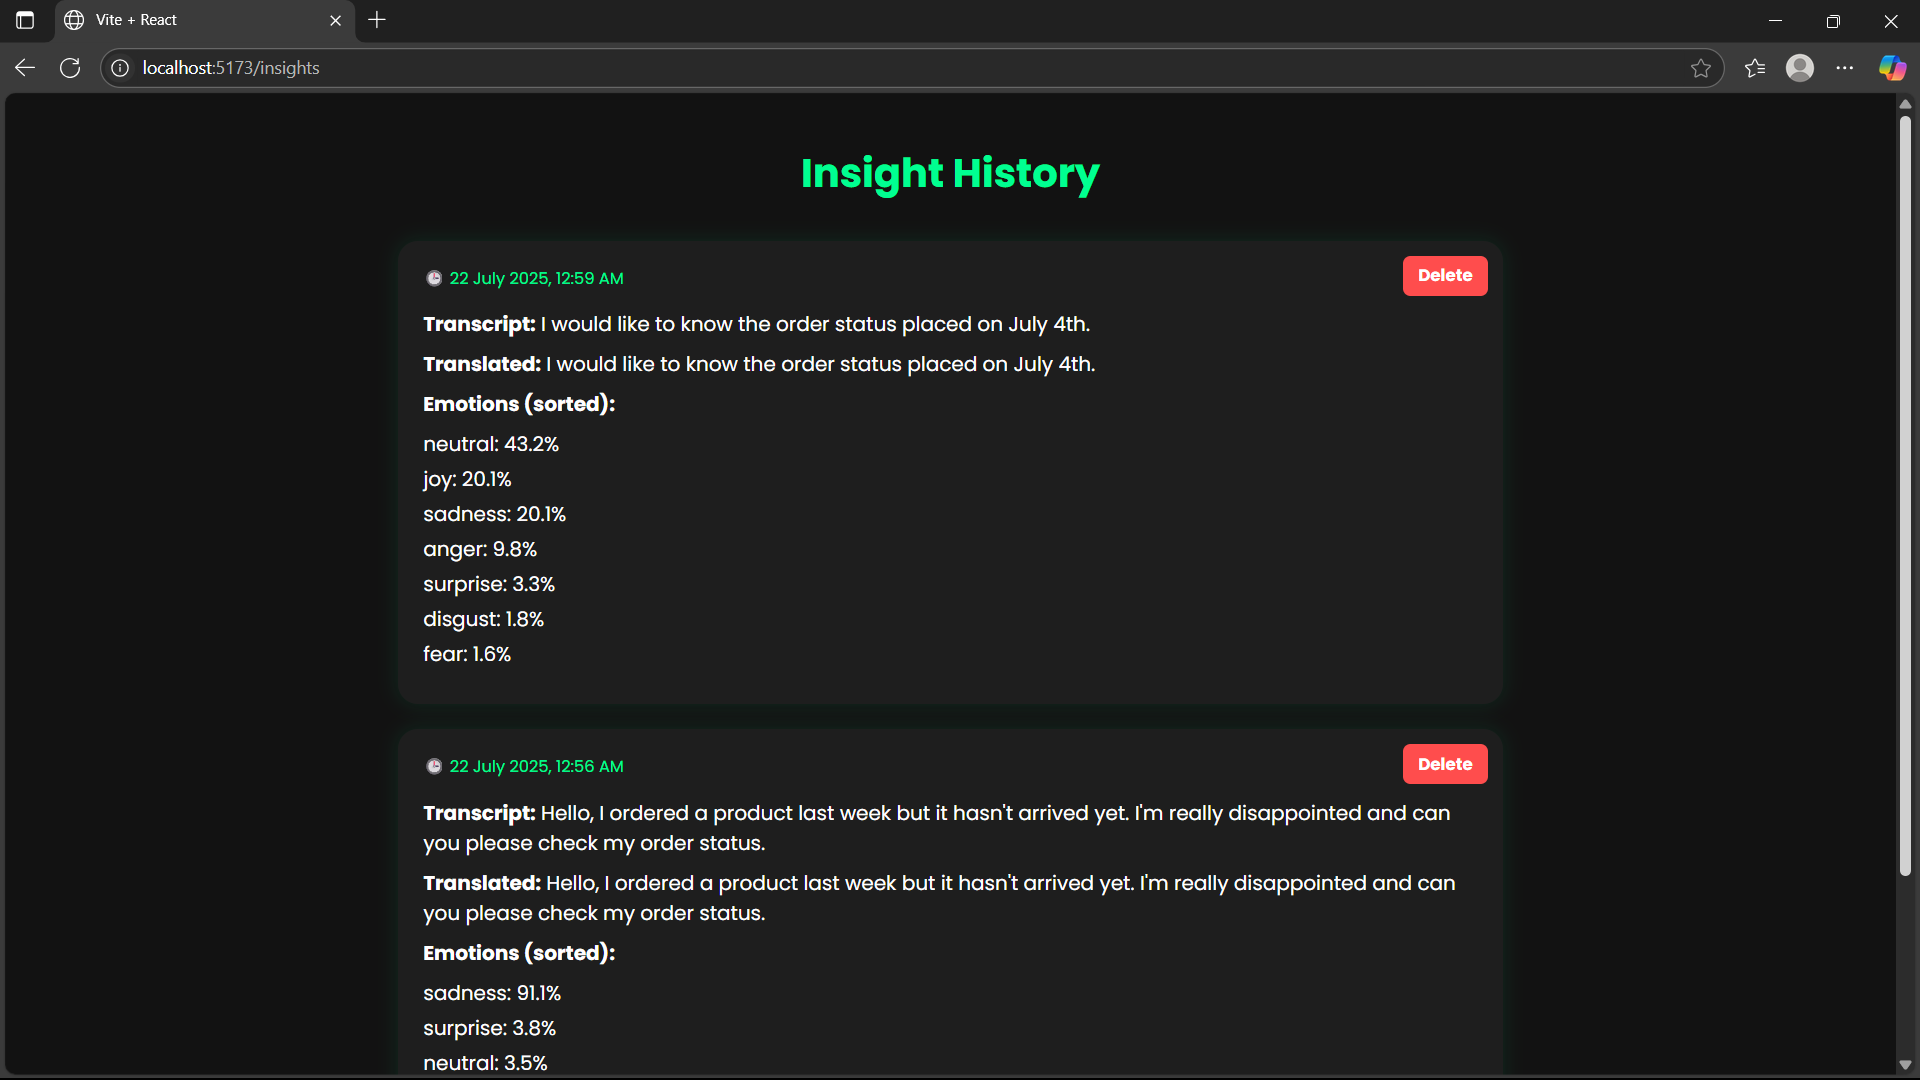 Vite + React
localhost:5173/insights
Insight History
22 July 2025, 12:59 AM
Delete
Transcript: I would like to know the order status placed on July 4th.
Translated: I would like to know the order status placed on July 4th.
Emotions (sorted):
neutral: 43.2%
joy: 20.1%
sadness: 20.1%
anger: 9.8%
surprise: 3.3%
disgust: 1.8%
fear: 1.6%
22 July 2025, 12:56 AM
Delete
Transcript: Hello, I ordered a product last week but it hasn't arrived yet. I'm really disappointed and can
you please check my order status.
Translated: Hello, I ordered a product last week but it hasn't arrived yet. I'm really disappointed and can
you please check my order status.
Emotions (sorted):
sadness: 91.1%
surprise: 3.8%
neutral: 3.5%